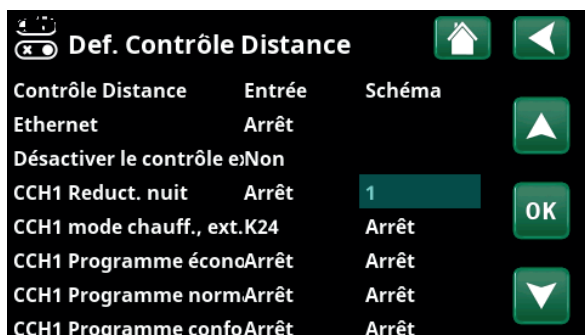 Def. Contrôle Distance
Contrôle Distance Entrée Schéma
Ethernet Arrêt
Désactiver le contrôle e Non
CCH1 Reduct. nuit Arrêt 1
CCH1 mode chauff., ext. K24 Arrêt
OK
CCH1 Programme écono Arrêt Arrêt
CCH1 Programme norm Arrêt Arrêt
CCH1 Programme confo Arrêt Arrêt